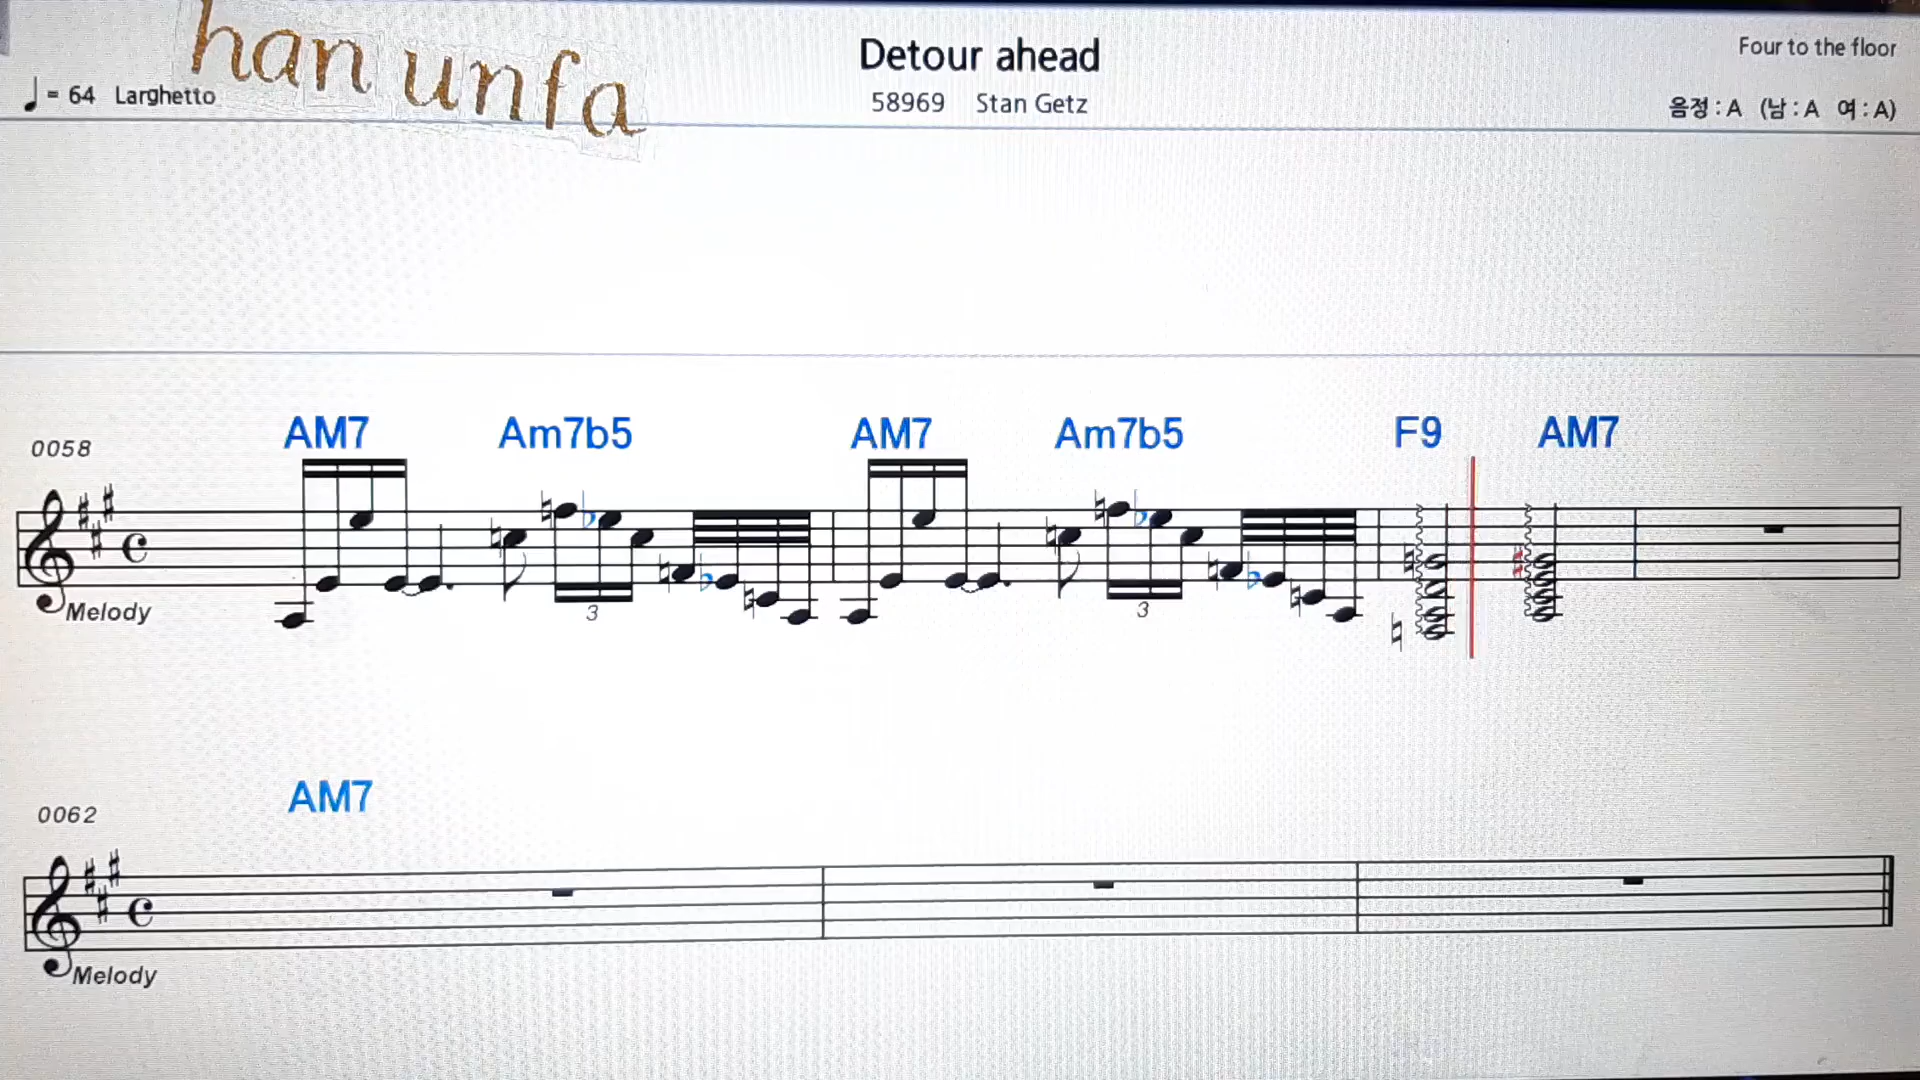 han unfa
Detour ahead
Four to the floor
♩= 64 Larghetto
58969 Stan Getz
음정 : A (남 : A 여 : A)
AM7 Am7b5 AM7 Am7b5 F9 AM7
0058
3 3
Melody
AM7
0062
Melody